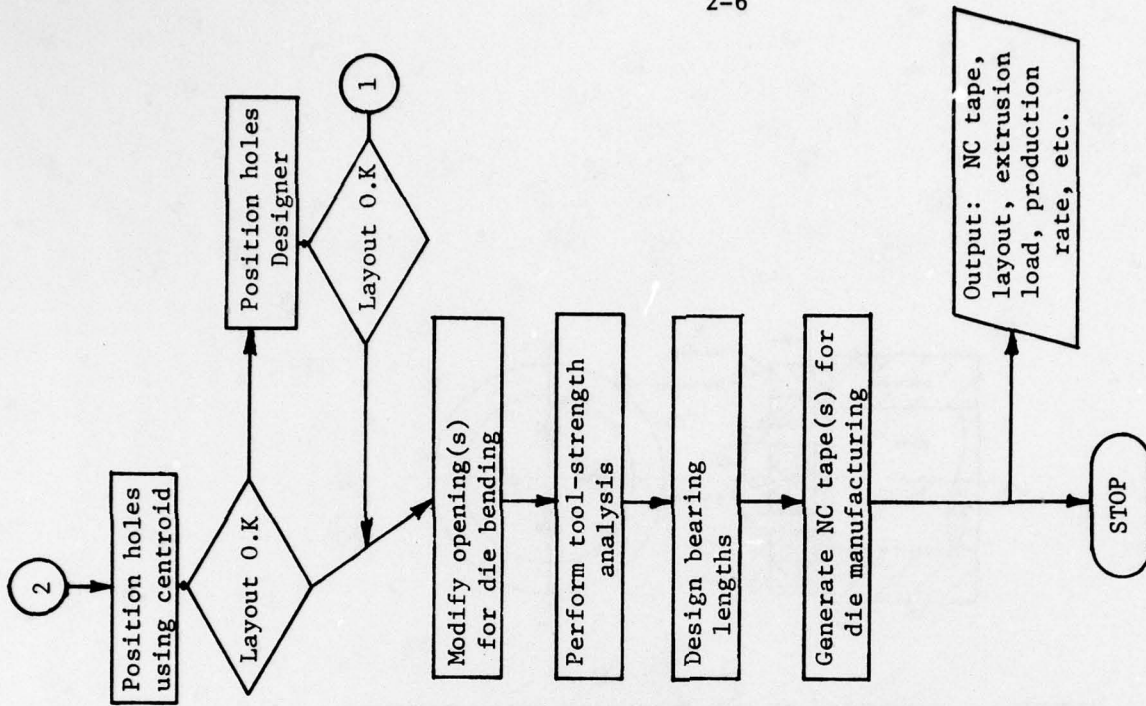 2-6
2
Position holes
using centroid
Layout O.K
Position holes
Designer
Layout O.K
1
Modify opening(s)
for die bending
Perform tool-strength
analysis
Design bearing
lengths
Generate NC tape(s) for
die manufacturing
Output: NC tape,
layout, extrusion
load, production
rate, etc.
STOP